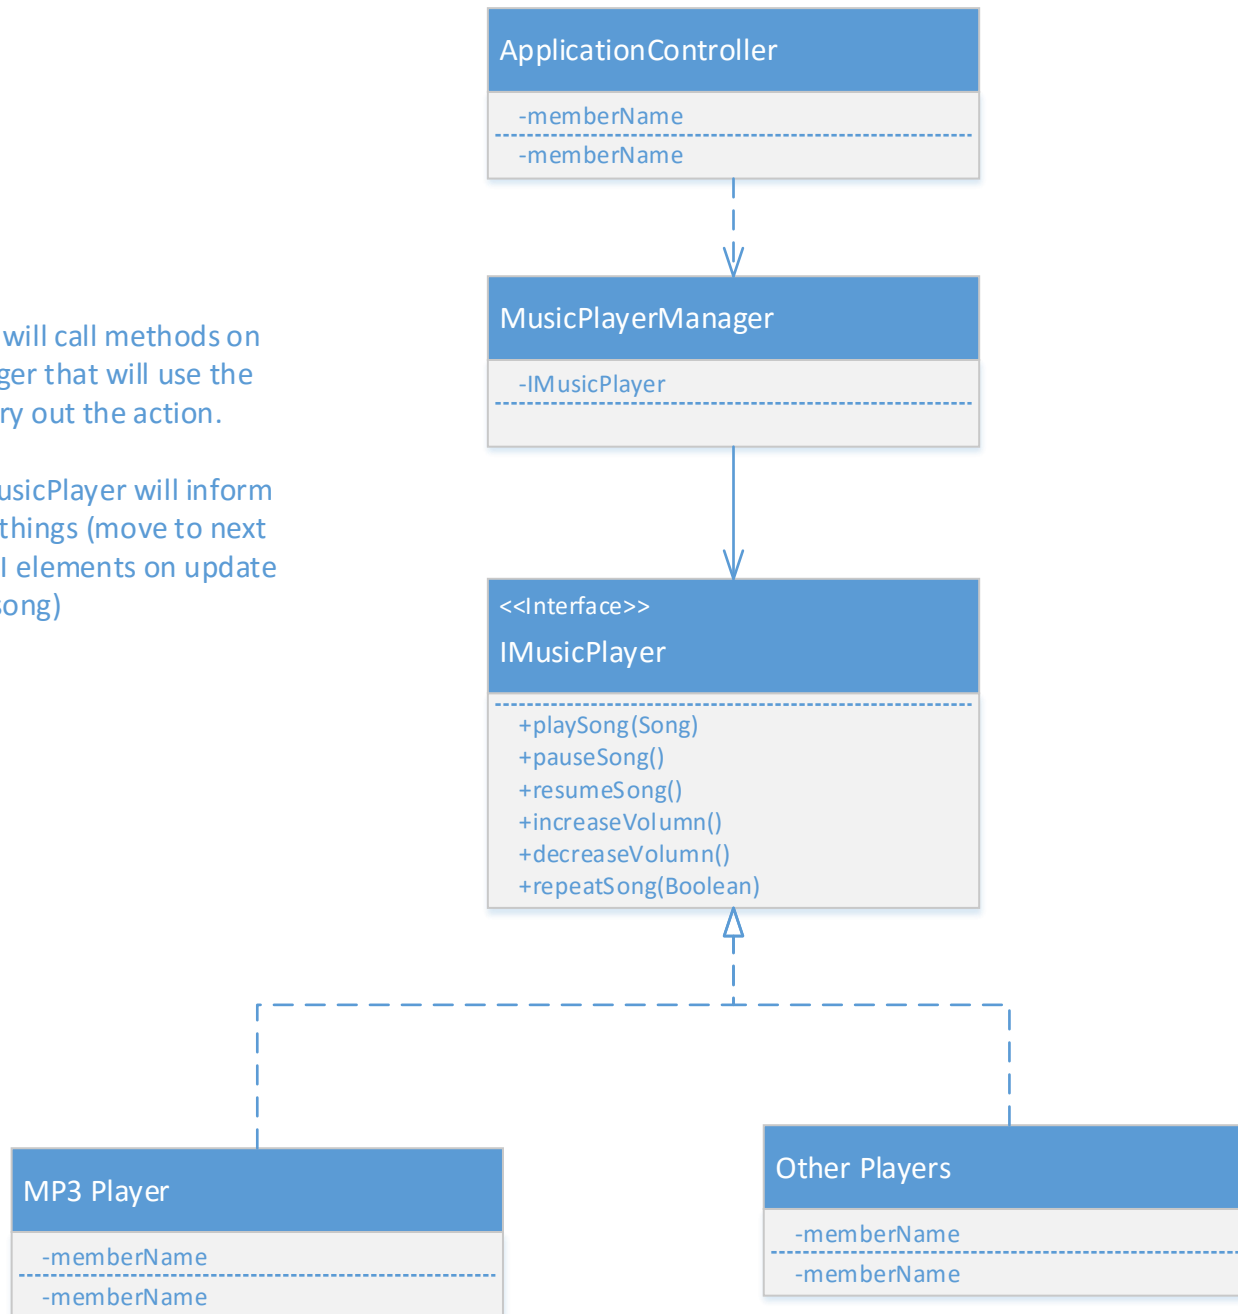 ApplicationController
-memberName
-memberName
MusicPlayerManager
-IMusicPlayer
will call methods on
ger that will use the
ry out the action.
usicPlayer will inform
things (move to next
I elements on update
song)
<<Interface>>
IMusicPlayer
+playSong(Song)
+pauseSong()
+resumeSong()
+increaseVolumn()
+decreaseVolumn()
+repeatSong(Boolean)
MP3 Player
-memberName
-memberName
Other Players
-memberName
-memberName